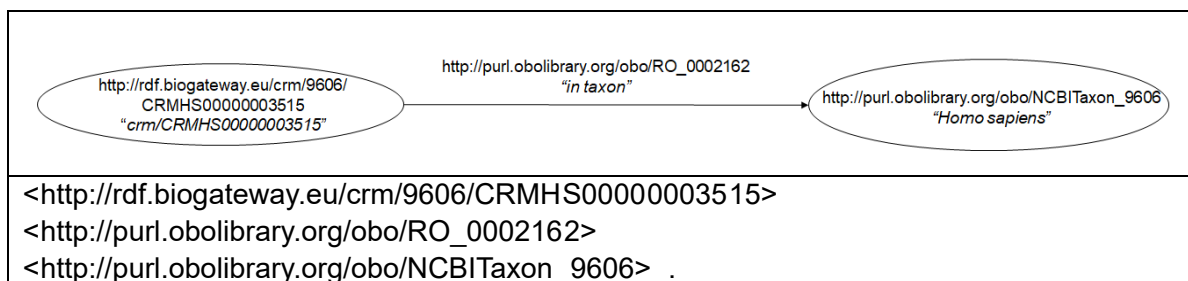 http://purl.obolibrary.org/obo/RO_0002162
"in taxon"
http://rdf.biogateway.eu/crm/9606/
CRMHS00000003515
"crm/CRMHS00000003515"
http://purl.obolibrary.org/obo/NCBITaxon_9606
"Homo sapiens"
<http://rdf.biogateway.eu/crm/9606/CRMHS00000003515>
<http://purl.obolibrary.org/obo/RO_0002162>
<http://purl.obolibrary.org/obo/NCBITaxon_9606> .